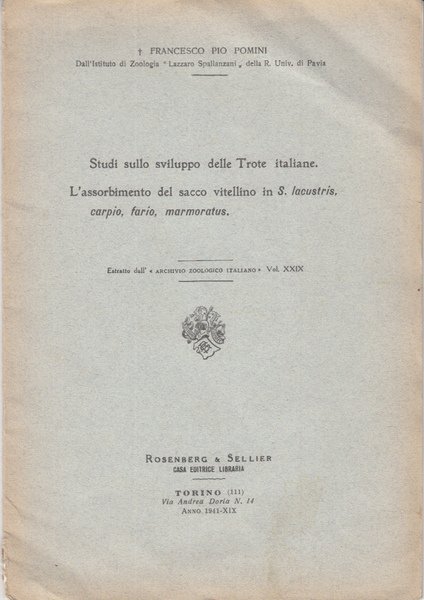 † FRANCESCO PIO POMINI
Dall'Istituto di Zoologia "Lazzaro Spallanzani„ della R. Univ. di Pavia
Studi sullo sviluppo delle Trote italiane.
L'assorbimento del sacco vitellino in S. lacustris,
carpio, fario, marmoratus.
Estratto dall' « ARCHIVIO ZOOLOGICO ITALIANO » Vol. XXIX
ROSENBERG & SELLIER
CASA EDITRICE LIBRARIA
TORINO (111)
Via Andrea Doria N. 14
ANNO 1941-XIX